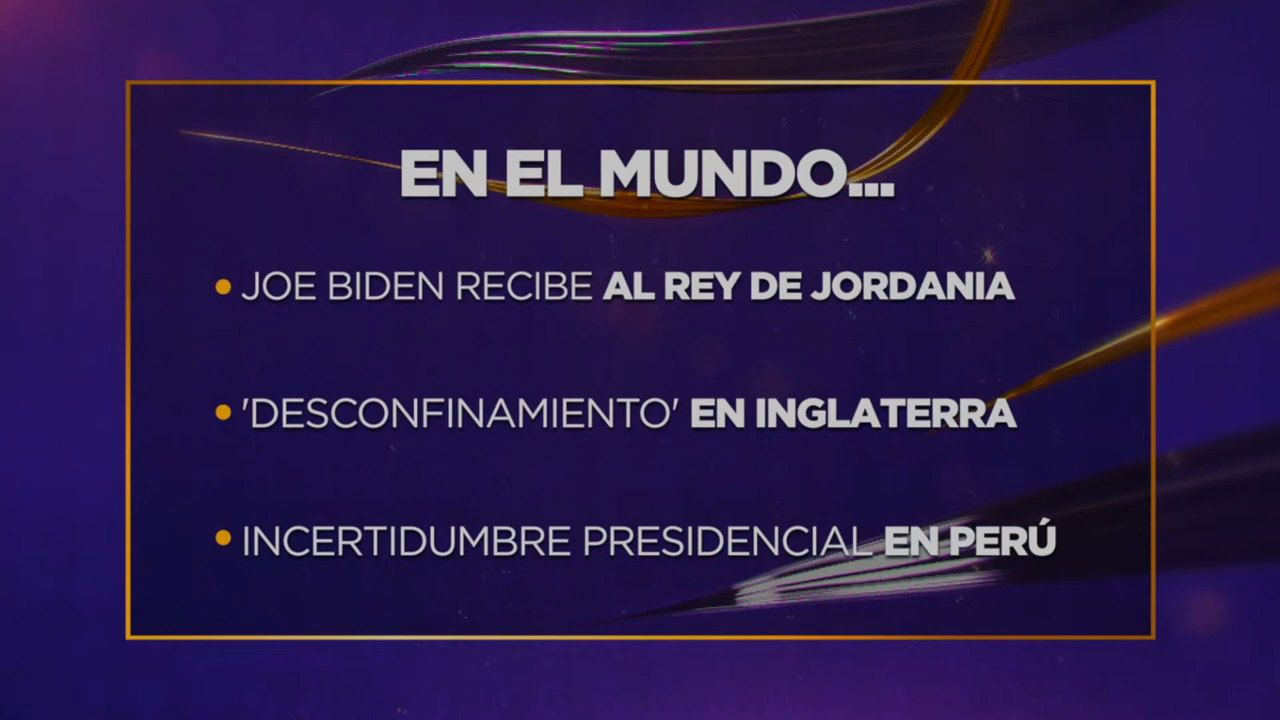 EN EL MUNDO...
JOE BIDEN RECIBE AL REY DE JORDANIA
'DESCONFINAMIENTO' EN INGLATERRA
INCERTIDUMBRE PRESIDENCIAL EN PERÚ